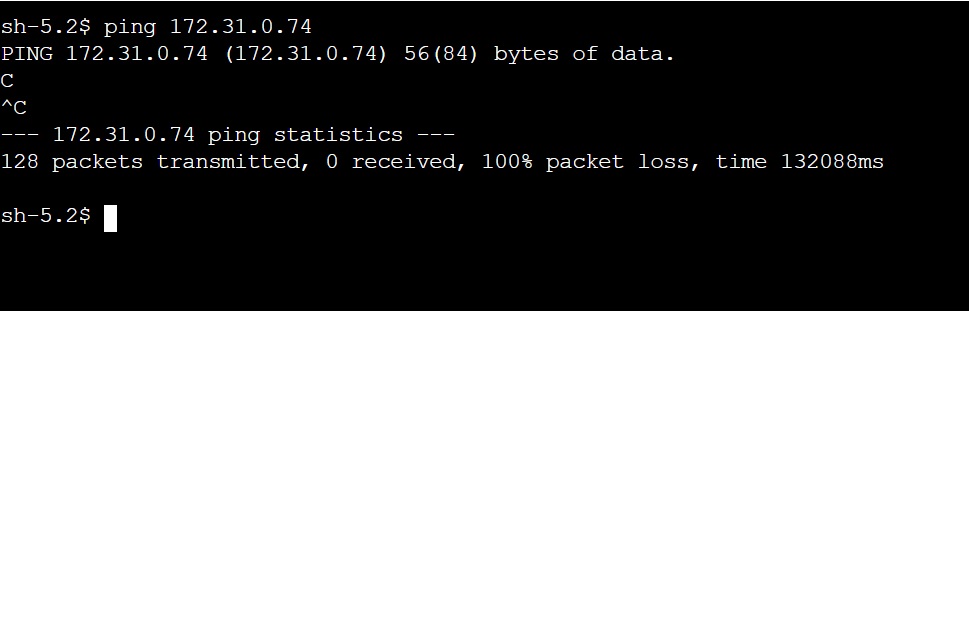 sh-5.2$ ping 172.31.0.74
PING 172.31.0.74 (172.31.0.74) 56(84) bytes of data.
C
^C
--- 172.31.0.74 ping statistics ---
128 packets transmitted, 0 received, 100% packet loss, time 132088ms
sh-5.2$